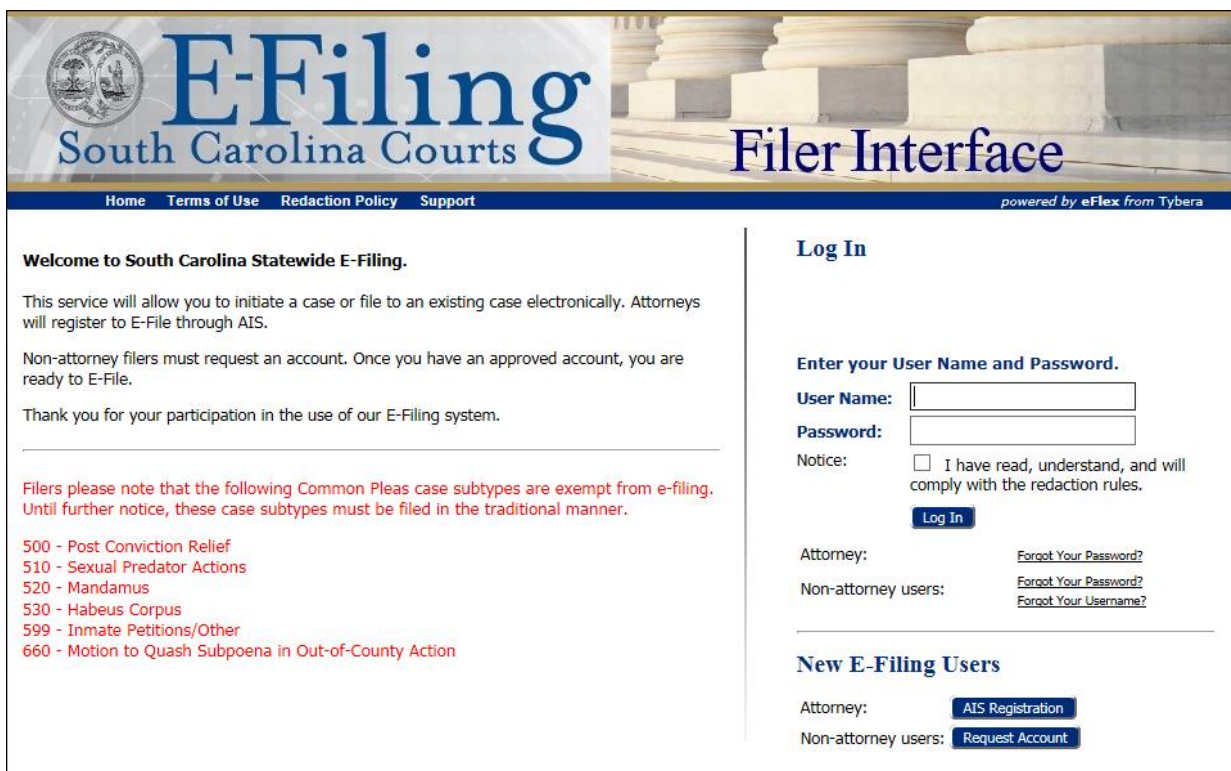 E-Filing
South Carolina Courts
Filer Interface
Home Terms of Use Redaction Policy Support
powered by eFlex from Tybera
Welcome to South Carolina Statewide E-Filing.
This service will allow you to initiate a case or file to an existing case electronically. Attorneys
will register to E-File through AIS.
Non-attorney filers must request an account. Once you have an approved account, you are
ready to E-File.
Thank you for your participation in the use of our E-Filing system.
Filers please note that the following Common Pleas case subtypes are exempt from e-filing.
Until further notice, these case subtypes must be filed in the traditional manner.
500 - Post Conviction Relief
510 - Sexual Predator Actions
520 - Mandamus
530 - Habeus Corpus
599 - Inmate Petitions/Other
660 - Motion to Quash Subpoena in Out-of-County Action
Log In
Enter your User Name and Password.
User Name:
Password:
Notice: I have read, understand, and will
comply with the redaction rules.
Log In
Attorney: Forgot Your Password?
Non-attorney users: Forgot Your Password?
Forgot Your Username?
New E-Filing Users
Attorney: AIS Registration
Non-attorney users: Request Account